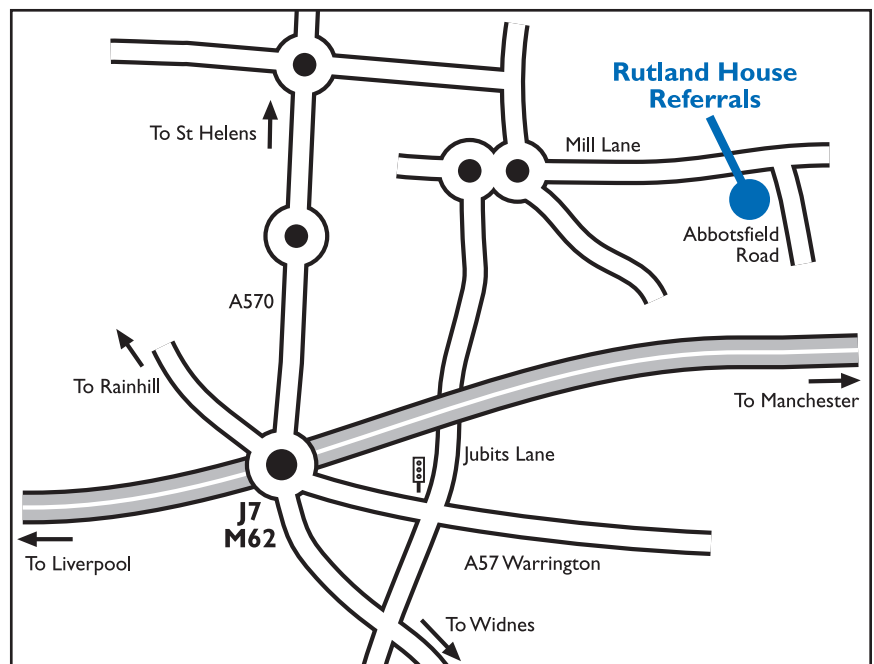 Rutland House
Referrals
To St Helens
Mill Lane
Abbotsfield
Road
A570
To Rainhill
To Manchester
Jubits Lane
J7
M62
To Liverpool
A57 Warrington
To Widnes